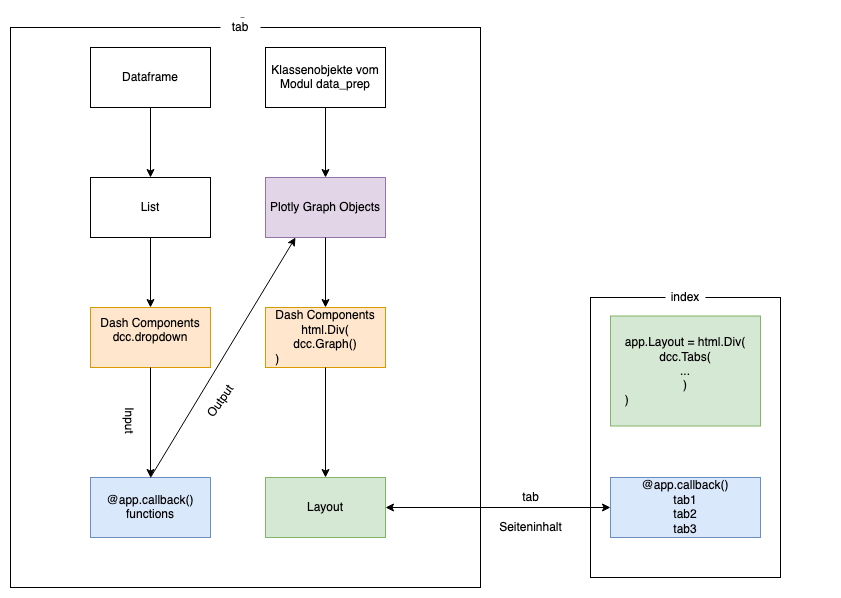 tab
Dataframe
Klassenobjekte vom
Modul data_prep
List
Plotly Graph Objects
Dash Components
dcc.dropdown
Dash Components
html.Div(
dcc.Graph()
)
Input
Output
@app.callback()
functions
Layout
tab
Seiteninhalt
index
app.Layout = html.Div(
dcc.Tabs(
...
)
)
@app.callback()
tab1
tab2
tab3